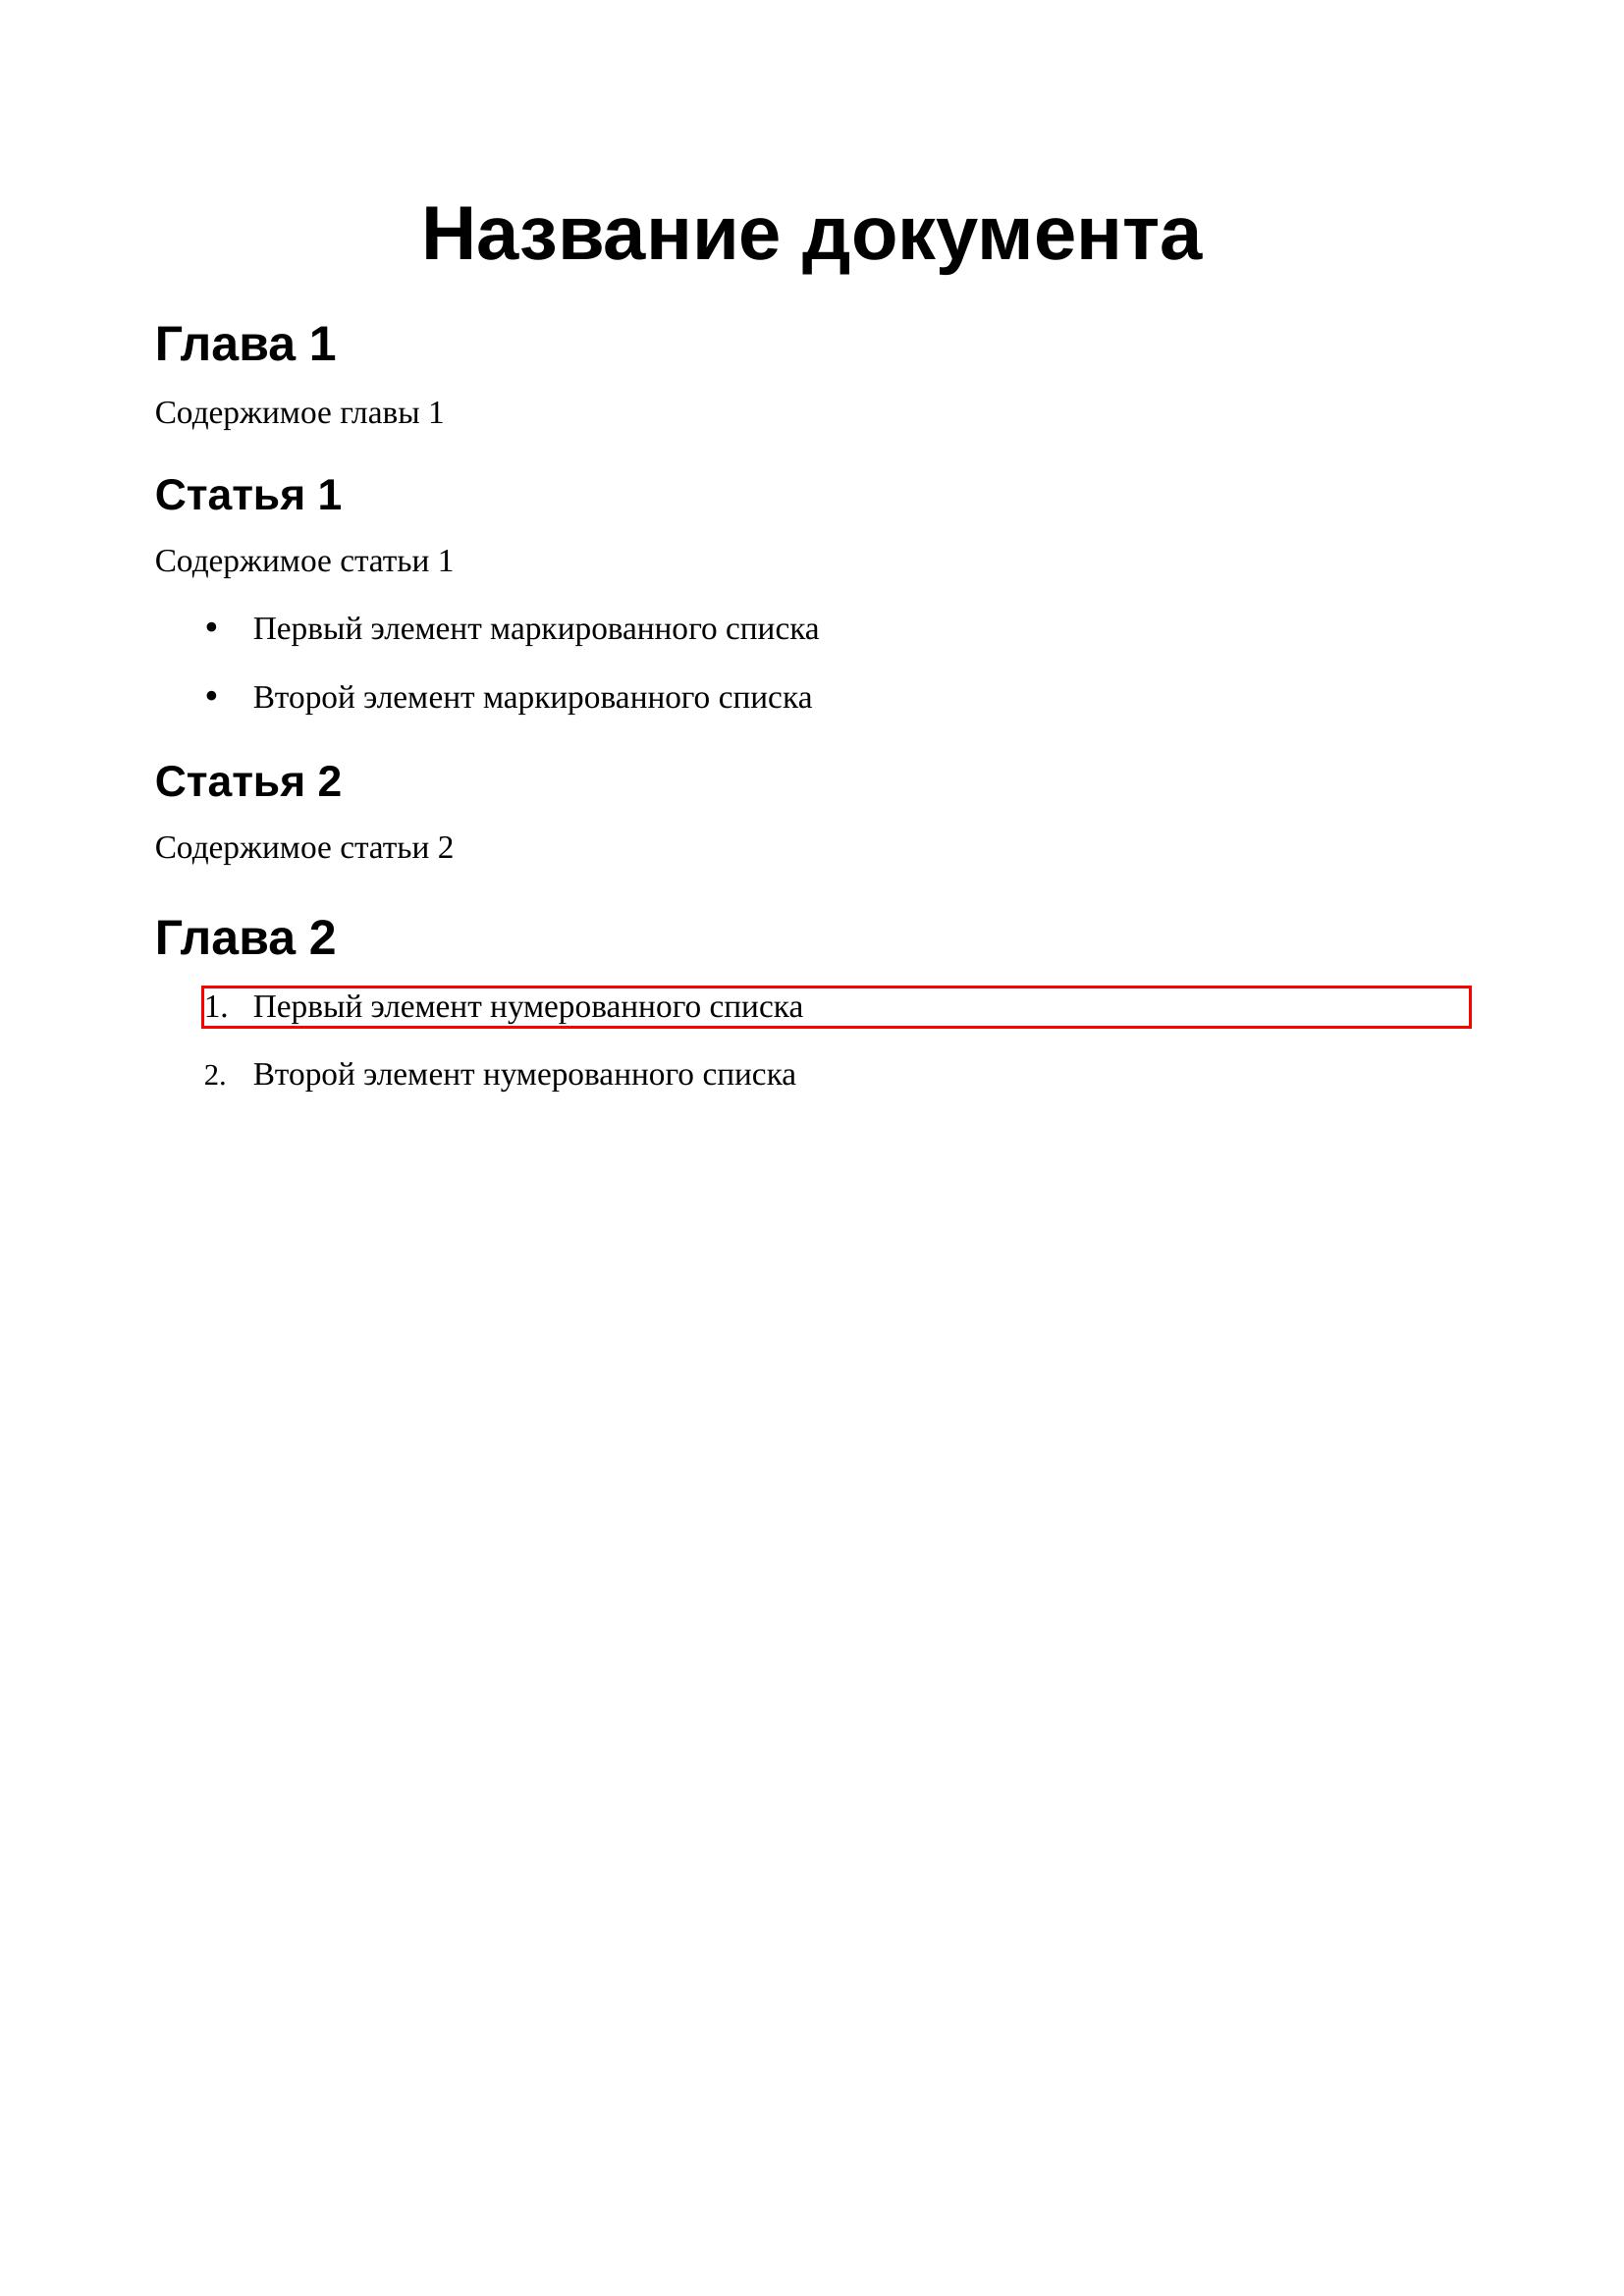 Название документа
Глава 1
Содержимое главы 1
Статья 1
Содержимое статьи 1
• Первый элемент маркированного списка
• Второй элемент маркированного списка
Статья 2
Содержимое статьи 2
Глава 2
1. Первый элемент нумерованного списка
2. Второй элемент нумерованного списка